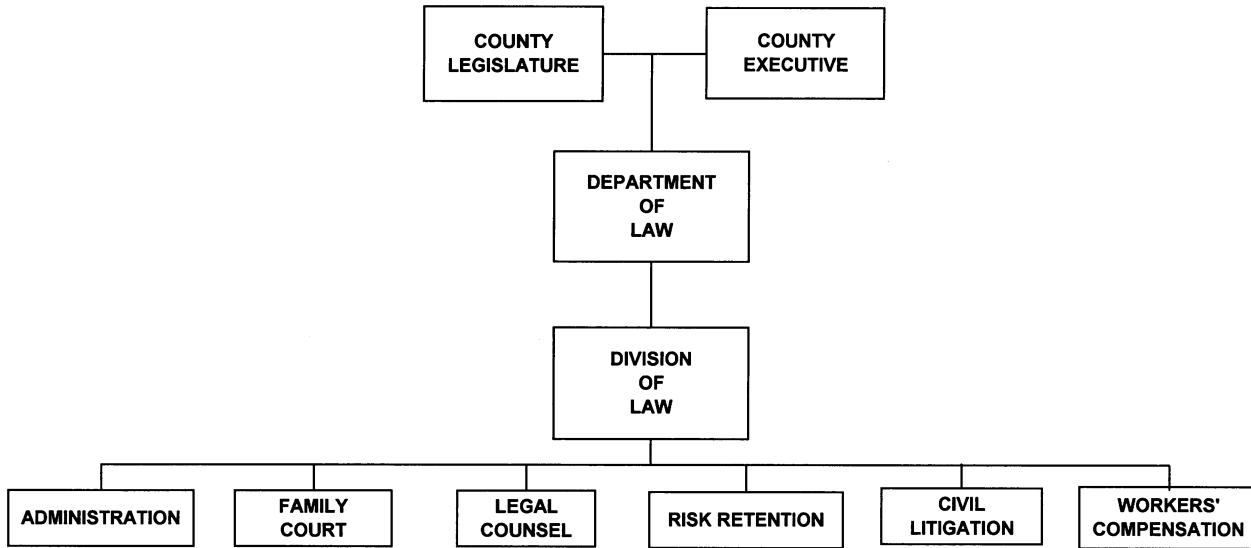 COUNTY
LEGISLATURE
COUNTY
EXECUTIVE
DEPARTMENT
OF
LAW
DIVISION
OF
LAW
ADMINISTRATION
FAMILY
COURT
LEGAL
COUNSEL
RISK RETENTION
CIVIL
LITIGATION
WORKERS'
COMPENSATION